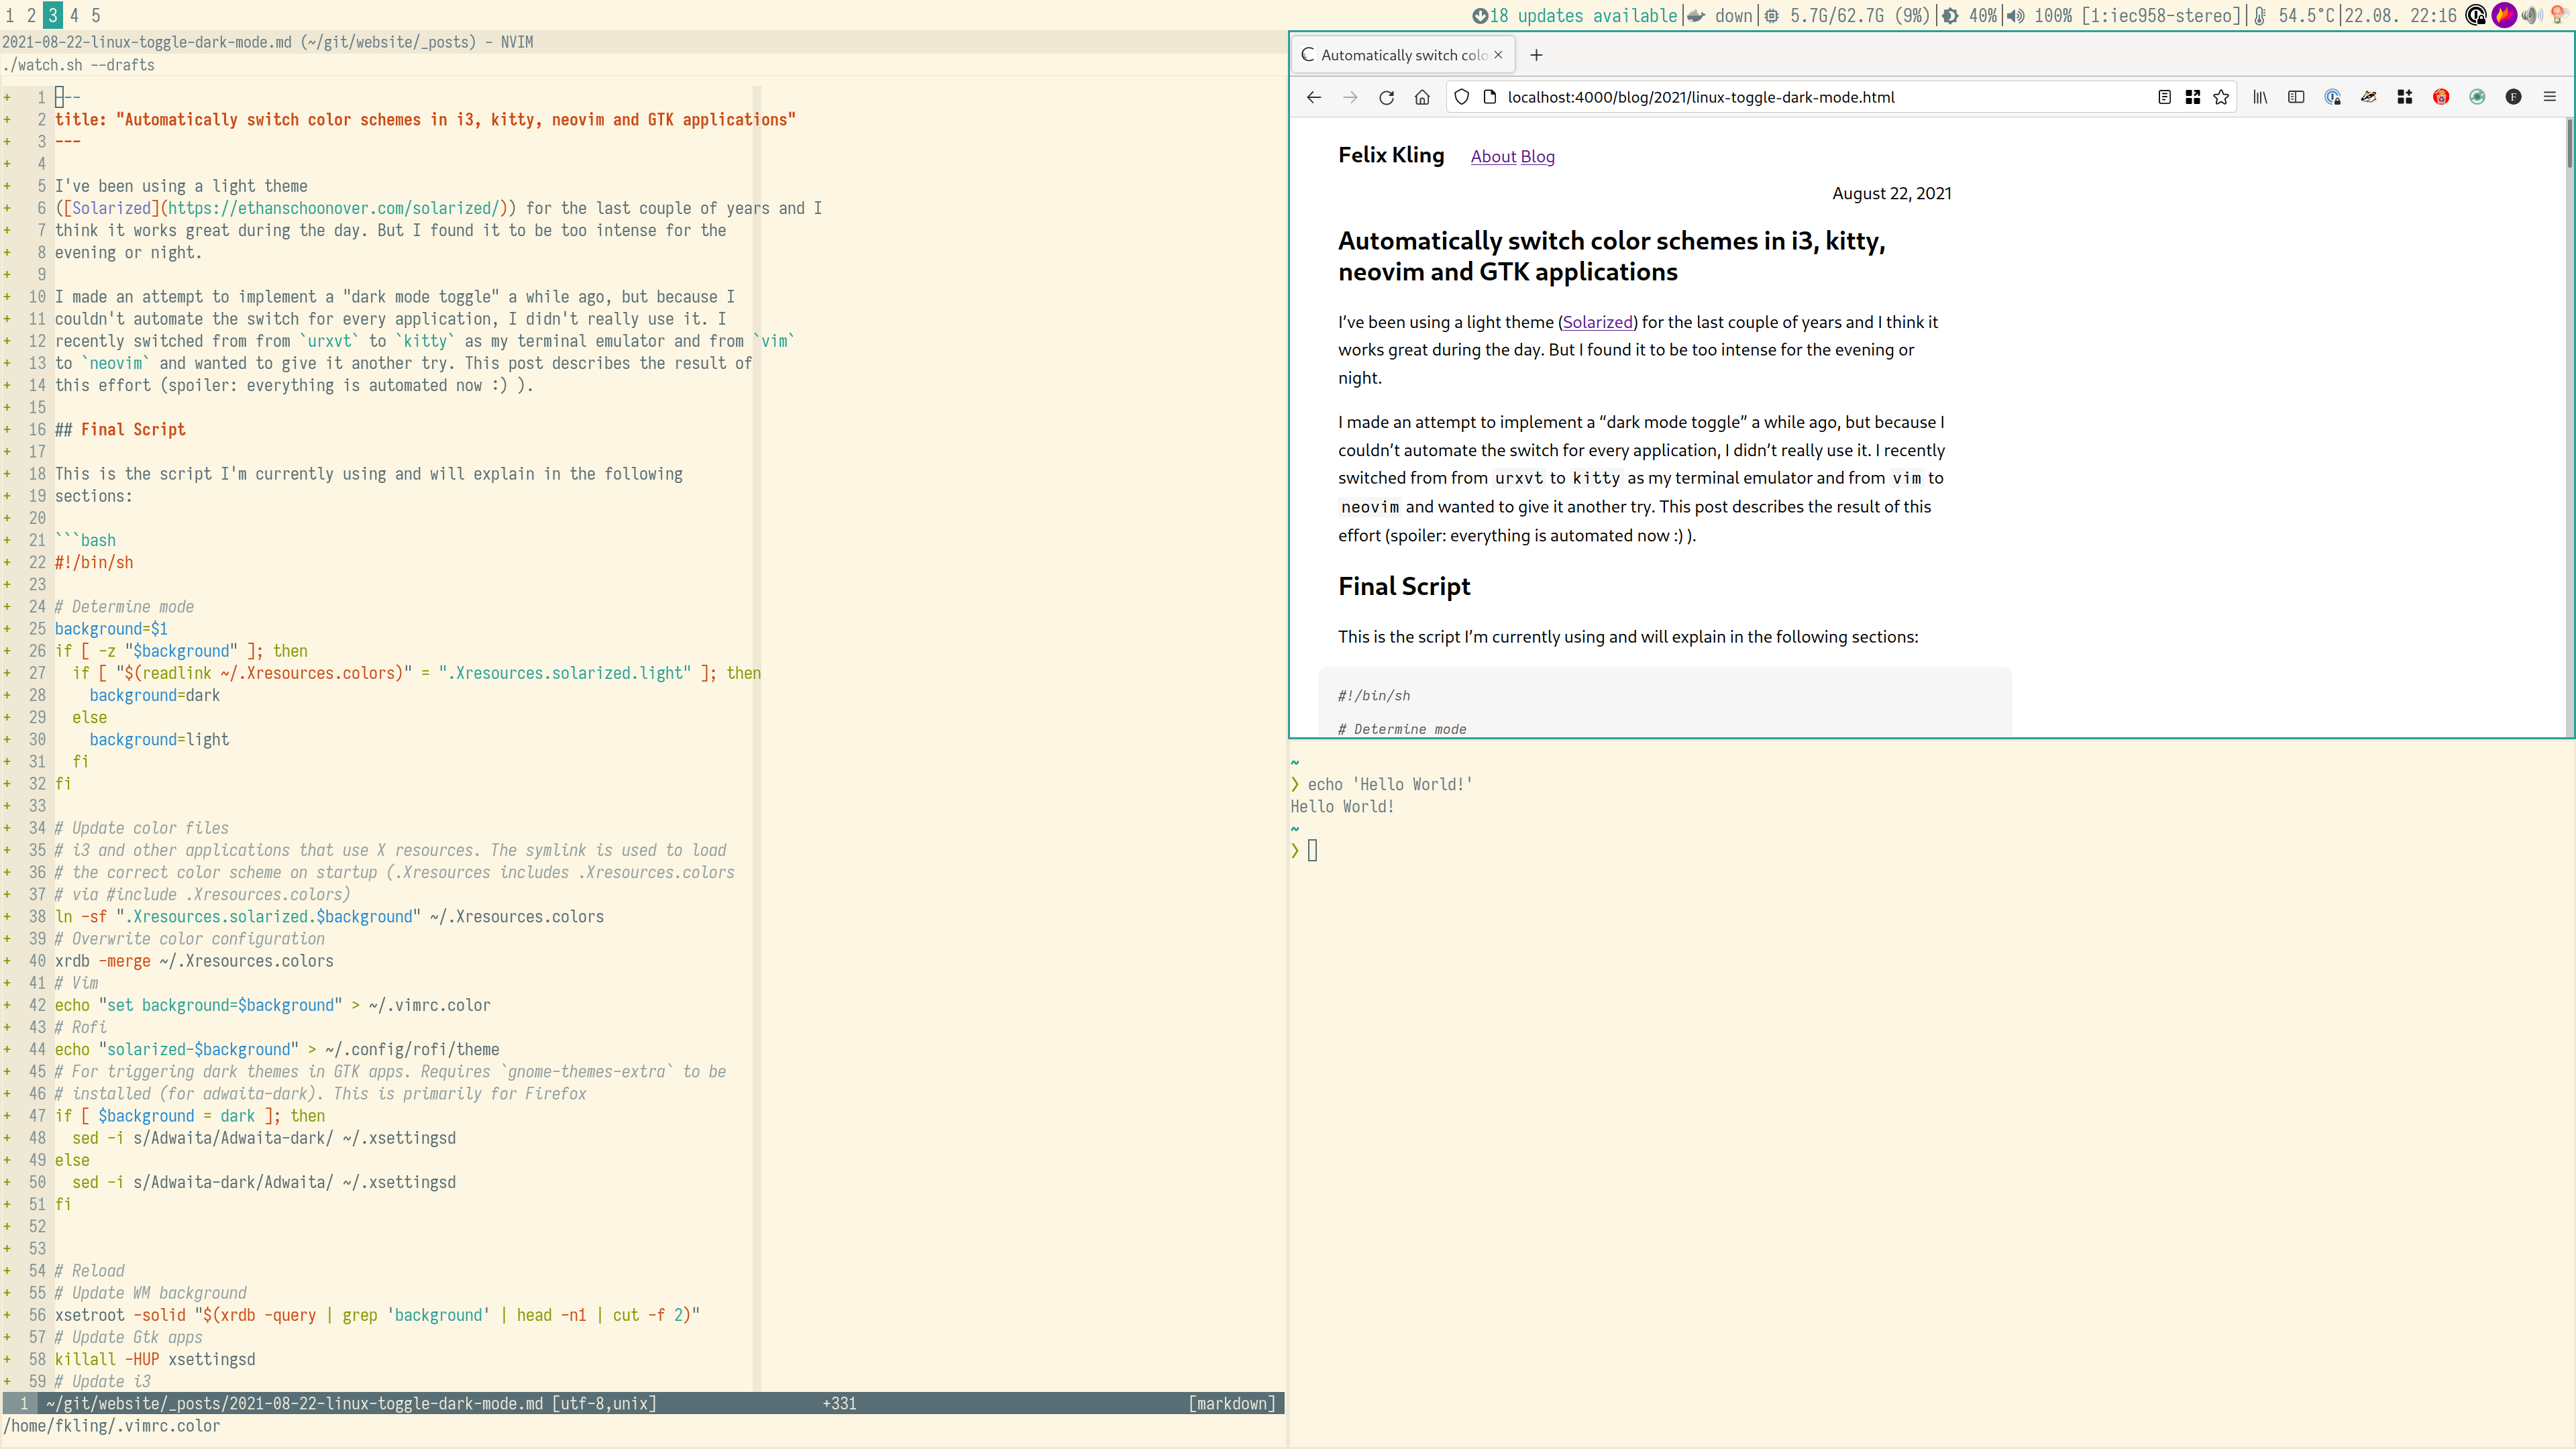 1 2 3 4 5
18 updates available | down | 5.7G/62.7G (9%) | 40% | 100% [1:iec958-stereo] | 54.5°C | 22.08. 22:16
2021-08-22-linux-toggle-dark-mode.md (~/git/website/_posts) - NVIM
./watch.sh --drafts
+ 1 ---
+ 2 title: "Automatically switch color schemes in i3, kitty, neovim and GTK applications"
+ 3 ---
+ 4
+ 5 I've been using a light theme
+ 6 ([Solarized](https://ethanschoonover.com/solarized/)) for the last couple of years and I
+ 7 think it works great during the day. But I found it to be too intense for the
+ 8 evening or night.
+ 9
+ 10 I made an attempt to implement a "dark mode toggle" a while ago, but because I
+ 11 couldn't automate the switch for every application, I didn't really use it. I
+ 12 recently switched from from `urxvt` to `kitty` as my terminal emulator and from `vim`
+ 13 to `neovim` and wanted to give it another try. This post describes the result of
+ 14 this effort (spoiler: everything is automated now :) ).
+ 15
+ 16 ## Final Script
+ 17
+ 18 This is the script I'm currently using and will explain in the following
+ 19 sections:
+ 20
+ 21 ```bash
+ 22 #!/bin/sh
+ 23
+ 24 # Determine mode
+ 25 background=$1
+ 26 if [ -z "$background" ]; then
+ 27   if [ "$(readlink ~/.Xresources.colors)" = ".Xresources.solarized.light" ]; then
+ 28     background=dark
+ 29   else
+ 30     background=light
+ 31   fi
+ 32 fi
+ 33
+ 34 # Update color files
+ 35 # i3 and other applications that use X resources. The symlink is used to load
+ 36 # the correct color scheme on startup (.Xresources includes .Xresources.colors
+ 37 # via #include .Xresources.colors)
+ 38 ln -sf ".Xresources.solarized.$background" ~/.Xresources.colors
+ 39 # Overwrite color configuration
+ 40 xrdb -merge ~/.Xresources.colors
+ 41 # Vim
+ 42 echo "set background=$background" > ~/.vimrc.color
+ 43 # Rofi
+ 44 echo "solarized-$background" > ~/.config/rofi/theme
+ 45 # For triggering dark themes in GTK apps. Requires `gnome-themes-extra` to be
+ 46 # installed (for adwaita-dark). This is primarily for Firefox
+ 47 if [ $background = dark ]; then
+ 48   sed -i s/Adwaita/Adwaita-dark/ ~/.xsettingsd
+ 49 else
+ 50   sed -i s/Adwaita-dark/Adwaita/ ~/.xsettingsd
+ 51 fi
+ 52
+ 53
+ 54 # Reload
+ 55 # Update WM background
+ 56 xsetroot -solid "$(xrdb -query | grep 'background' | head -n1 | cut -f 2)"
+ 57 # Update Gtk apps
+ 58 killall -HUP xsettingsd
+ 59 # Update i3
1 ~/git/website/_posts/2021-08-22-linux-toggle-dark-mode.md [utf-8,unix] +331 [markdown]
/home/fkling/.vimrc.color
Automatically switch colo
localhost:4000/blog/2021/linux-toggle-dark-mode.html
Felix Kling About Blog
August 22, 2021
Automatically switch color schemes in i3, kitty,
neovim and GTK applications
I’ve been using a light theme (Solarized) for the last couple of years and I think it
works great during the day. But I found it to be too intense for the evening or
night.
I made an attempt to implement a “dark mode toggle” a while ago, but because I
couldn’t automate the switch for every application, I didn’t really use it. I recently
switched from from urxvt to kitty as my terminal emulator and from vim to
neovim and wanted to give it another try. This post describes the result of this
effort (spoiler: everything is automated now :) ).
Final Script
This is the script I’m currently using and will explain in the following sections:
#!/bin/sh
# Determine mode
~
❯ echo 'Hello World!'
Hello World!
~
❯